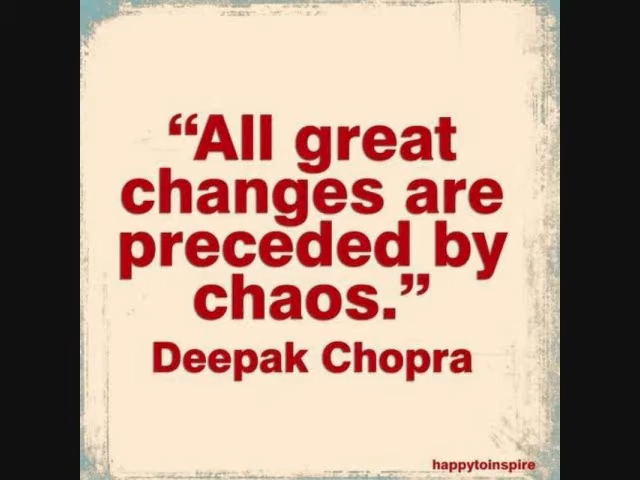 “All great
changes are
preceded by
chaos.”
Deepak Chopra
happytoinspire